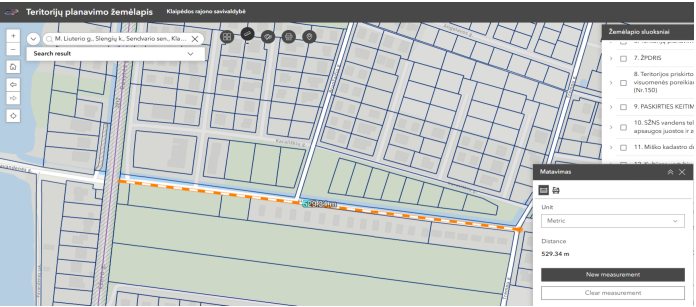 Teritorijų planavimo žemėlapis Klaipėdos rajono savivaldybė
M. Liuterio g., Slengių k., Sendvario sen., Kla...
Search result
Žemėlapio sluoksniai
7. ŽPDRIS
8. Teritorijos priskirto
visuomenės poreikiam
(Nr.150)
9. PASKIRTIES KEITIM
10. SŽNS vandens tel
apsaugos juostos ir z
11. Miško kadastro d
Matavimas
Unit
Metric
Distance
529.34 m
New measurement
Clear measurement